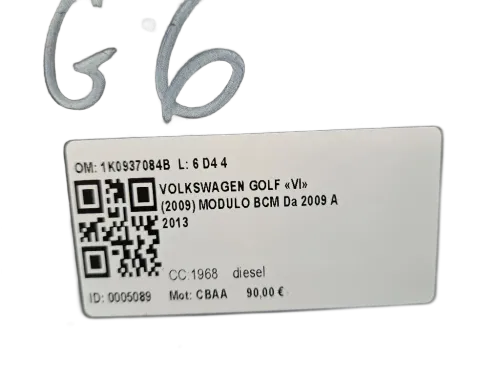 G 6
OM: 1K0937084B L: 6 D4 4
VOLKSWAGEN GOLF «VI»
(2009) MODULO BCM Da 2009 A
2013
CC:1968 diesel
ID: 0005089 Mot: CBAA 90,00 €